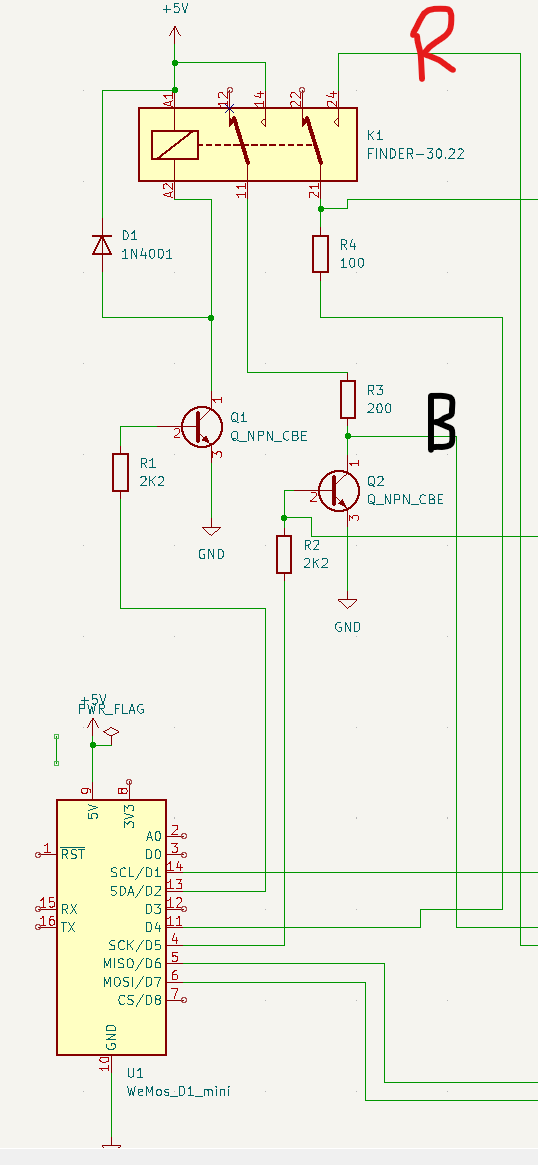 +5V
R
A1
12
14
22
24
K1
FINDER-30.22
A2
11
21
D1
1N4001
R4
100
R3
200
B
1
Q1
2
Q_NPN_CBE
3
R1
2K2
GND
1
Q2
2
Q_NPN_CBE
3
R2
2K2
GND
+5V
PWR_FLAG
9
8
5V
3V3
A0 2
1 RST
D0 3
SCL/D1 14
SDA/D2 13
15 RX
D3 12
16 TX
D4 11
SCK/D5 4
MISO/D6 5
MOSI/D7 6
CS/D8 7
GND
10
U1
WeMos_D1_mini